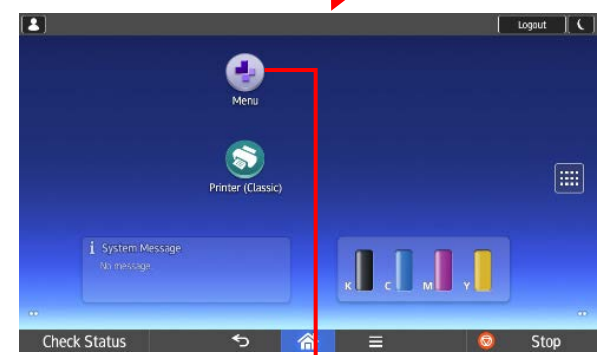 Logout
Menu
Printer (Classic)
i System Message
No message.
K C M Y
Check Status
Stop